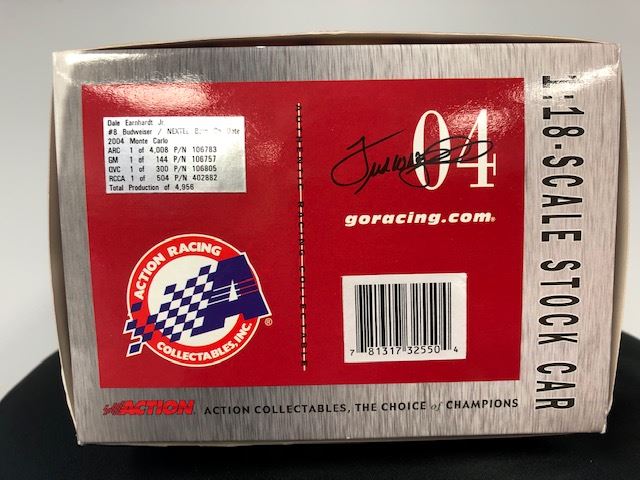 Dale Earnhardt Jr.
#8 Budweiser / NEXTEL
2004 Monte Carlo
ARC 1 of 4,008 P/N 106783
GM 1 of 144 P/N 106757
QVC 1 of 300 P/N 106805
RCCA 1 of 504 P/N 402882
Total Production of 4,956
04
goracing.com®
ACTION RACING
COLLECTABLES, INC.
®
7 81317 32550 4
ACTION
ACTION COLLECTABLES, THE CHOICE of CHAMPIONS
1:18-SCALE STOCK CAR